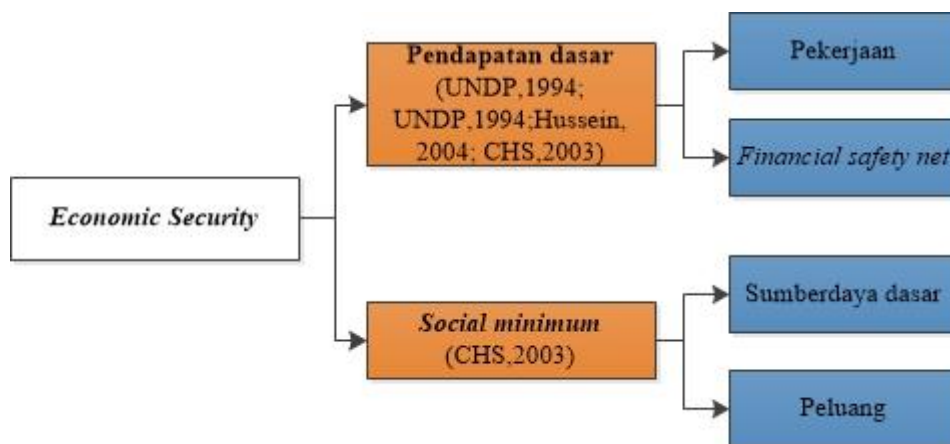 Economic Security
Pendapatan dasar
(UNDP,1994;
UNDP,1994;Hussein,
2004; CHS,2003)
Pekerjaan
Financial safety net
Social minimum
(CHS,2003)
Sumberdaya dasar
Peluang